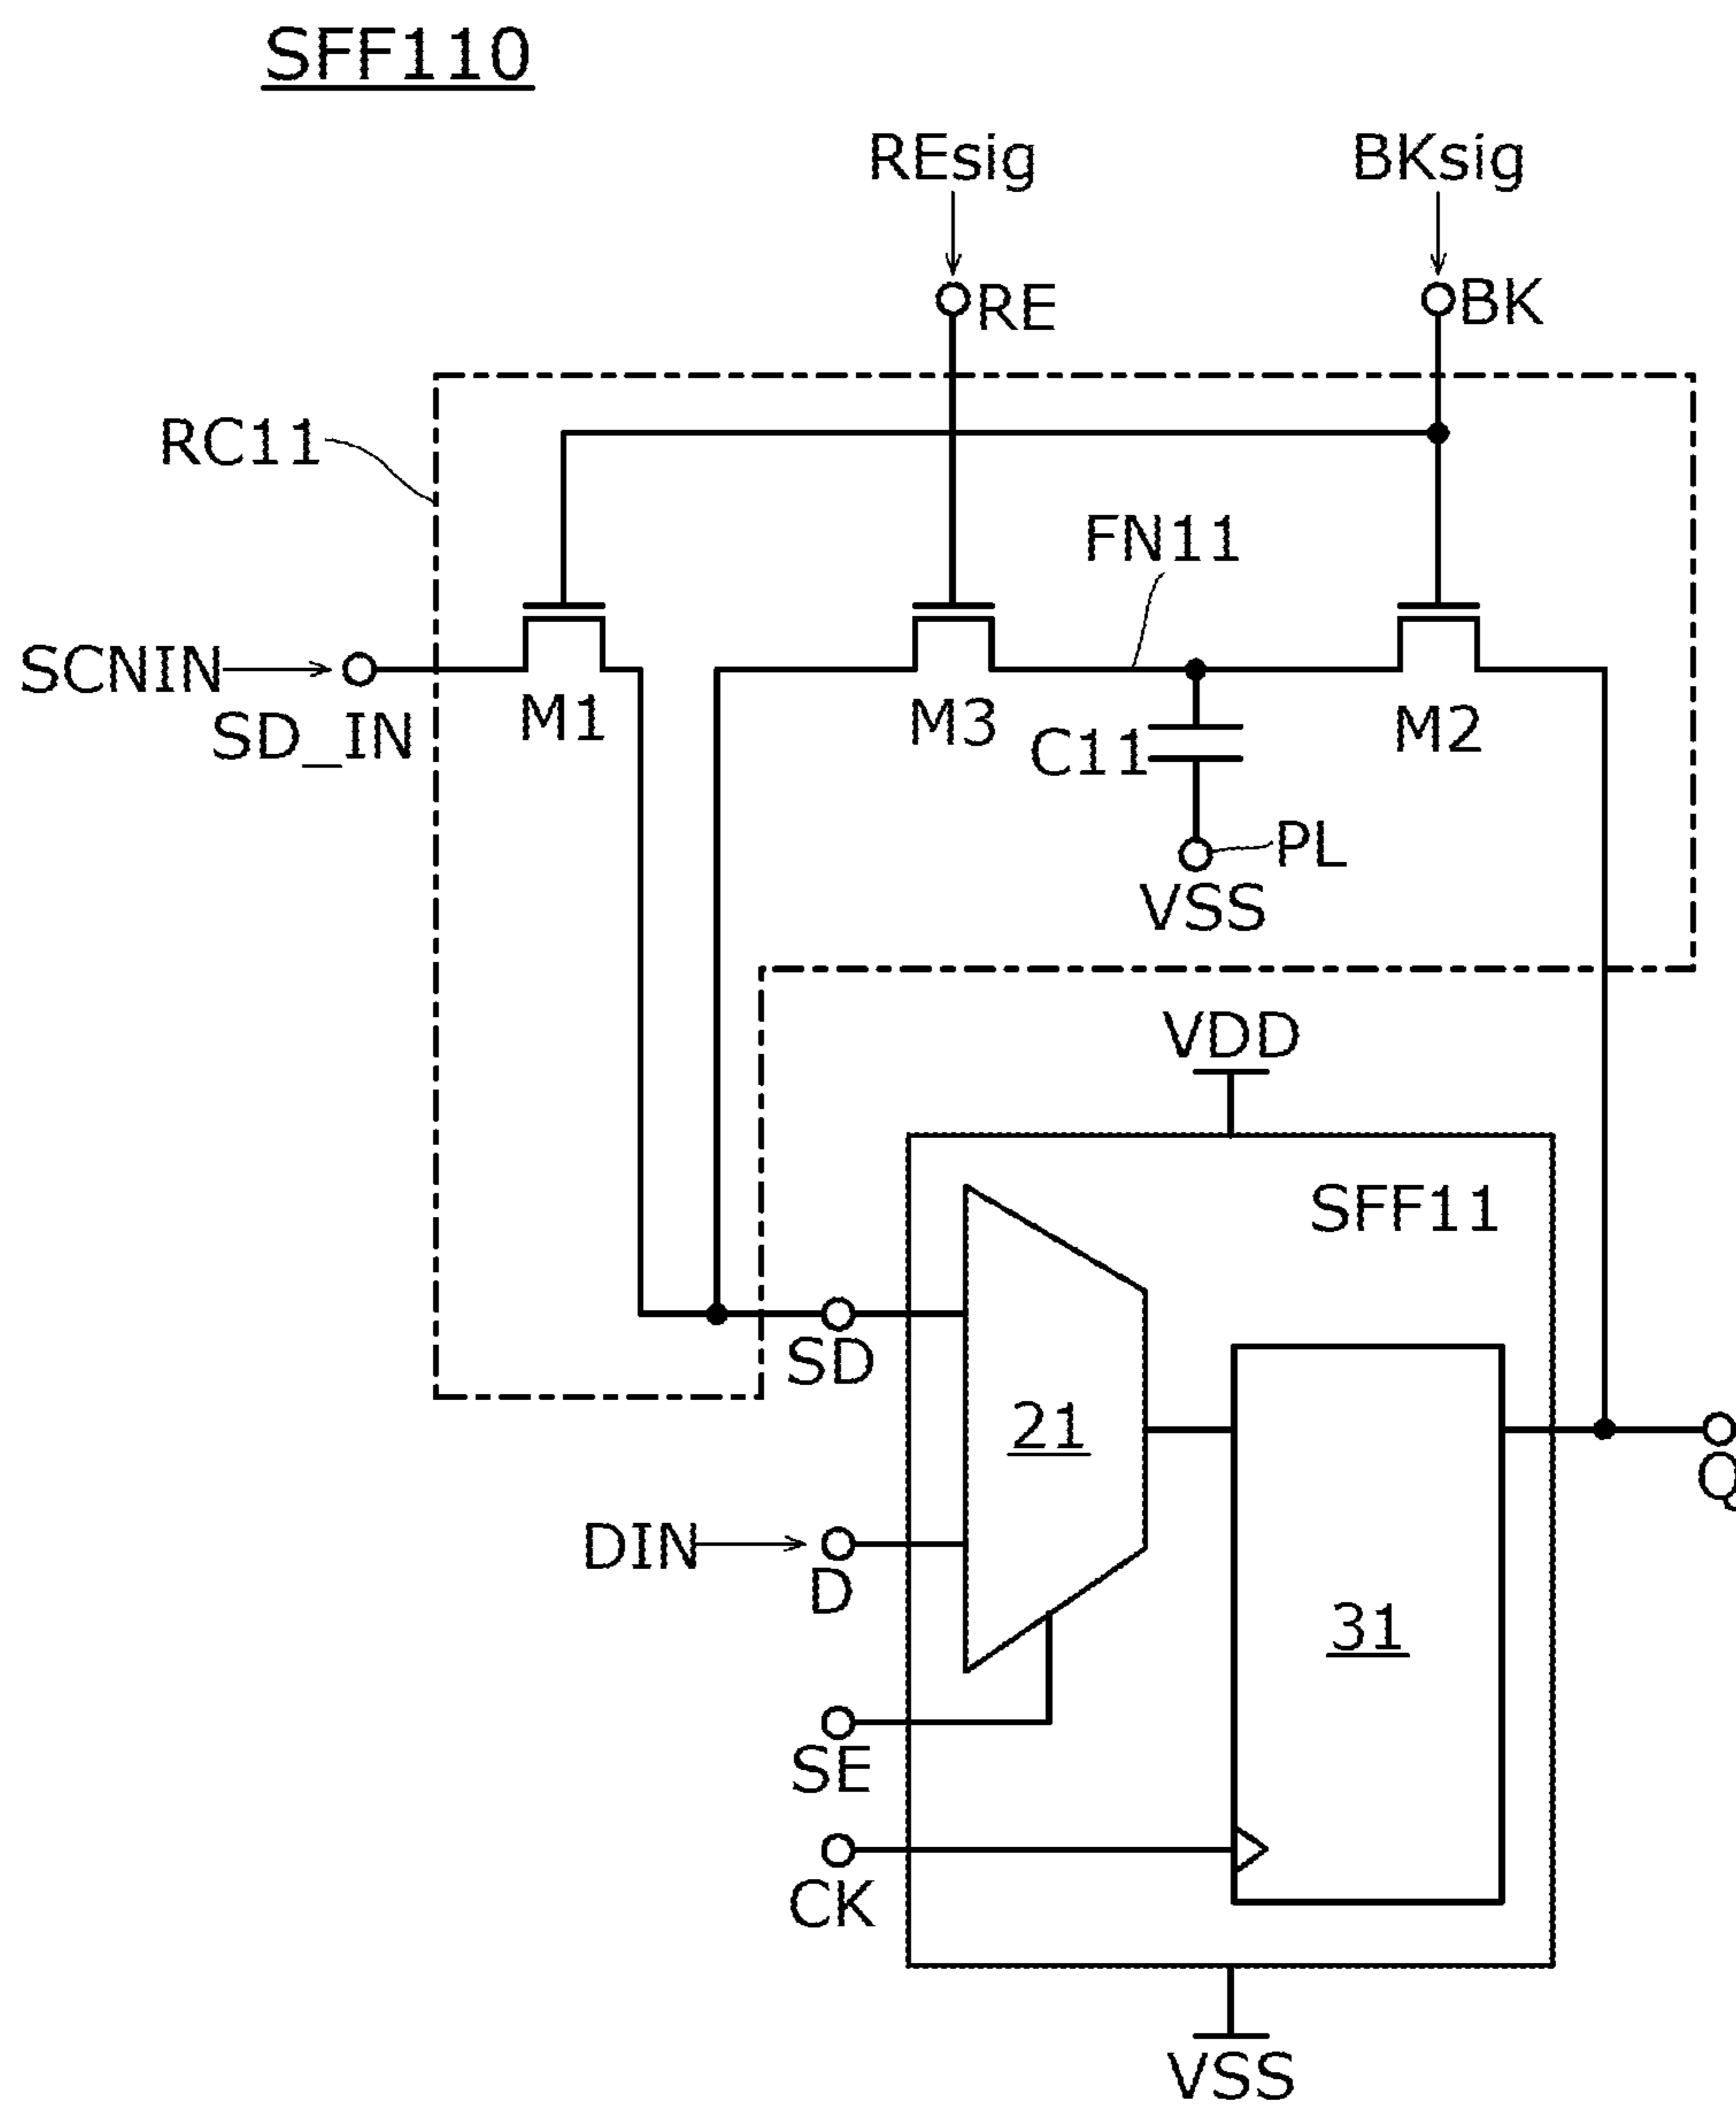 SFF110
REsig
BKsig
RE
BK
RC11
FN11
SCNIN
SD_IN
M1
M3
C11
M2
PL
VSS
VDD
SFF11
SD
21
Q
DIN
D
31
SE
CK
VSS